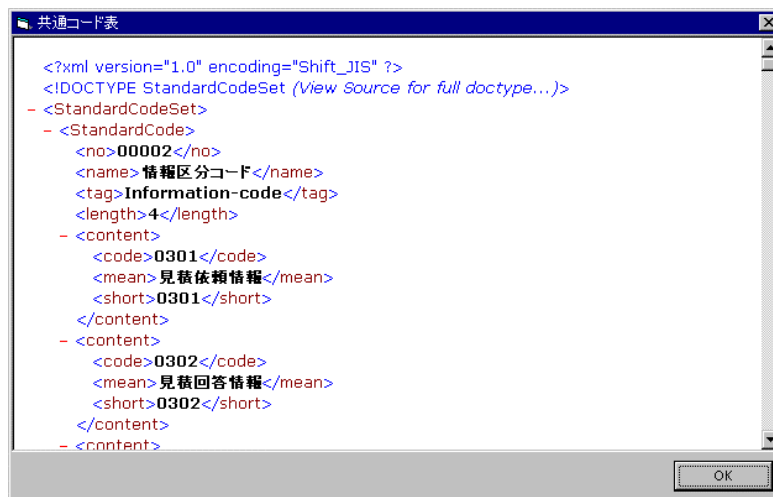 共通コード表
<?xml version="1.0" encoding="Shift_JIS" ?>
<!DOCTYPE StandardCodeSet (View Source for full doctype...)>
− <StandardCodeSet>
− <StandardCode>
<no>00002</no>
<name>情報区分コード</name>
<tag>Information-code</tag>
<length>4</length>
− <content>
<code>0301</code>
<mean>見積依頼情報</mean>
<short>0301</short>
</content>
− <content>
<code>0302</code>
<mean>見積回答情報</mean>
<short>0302</short>
</content>
− <content>
OK